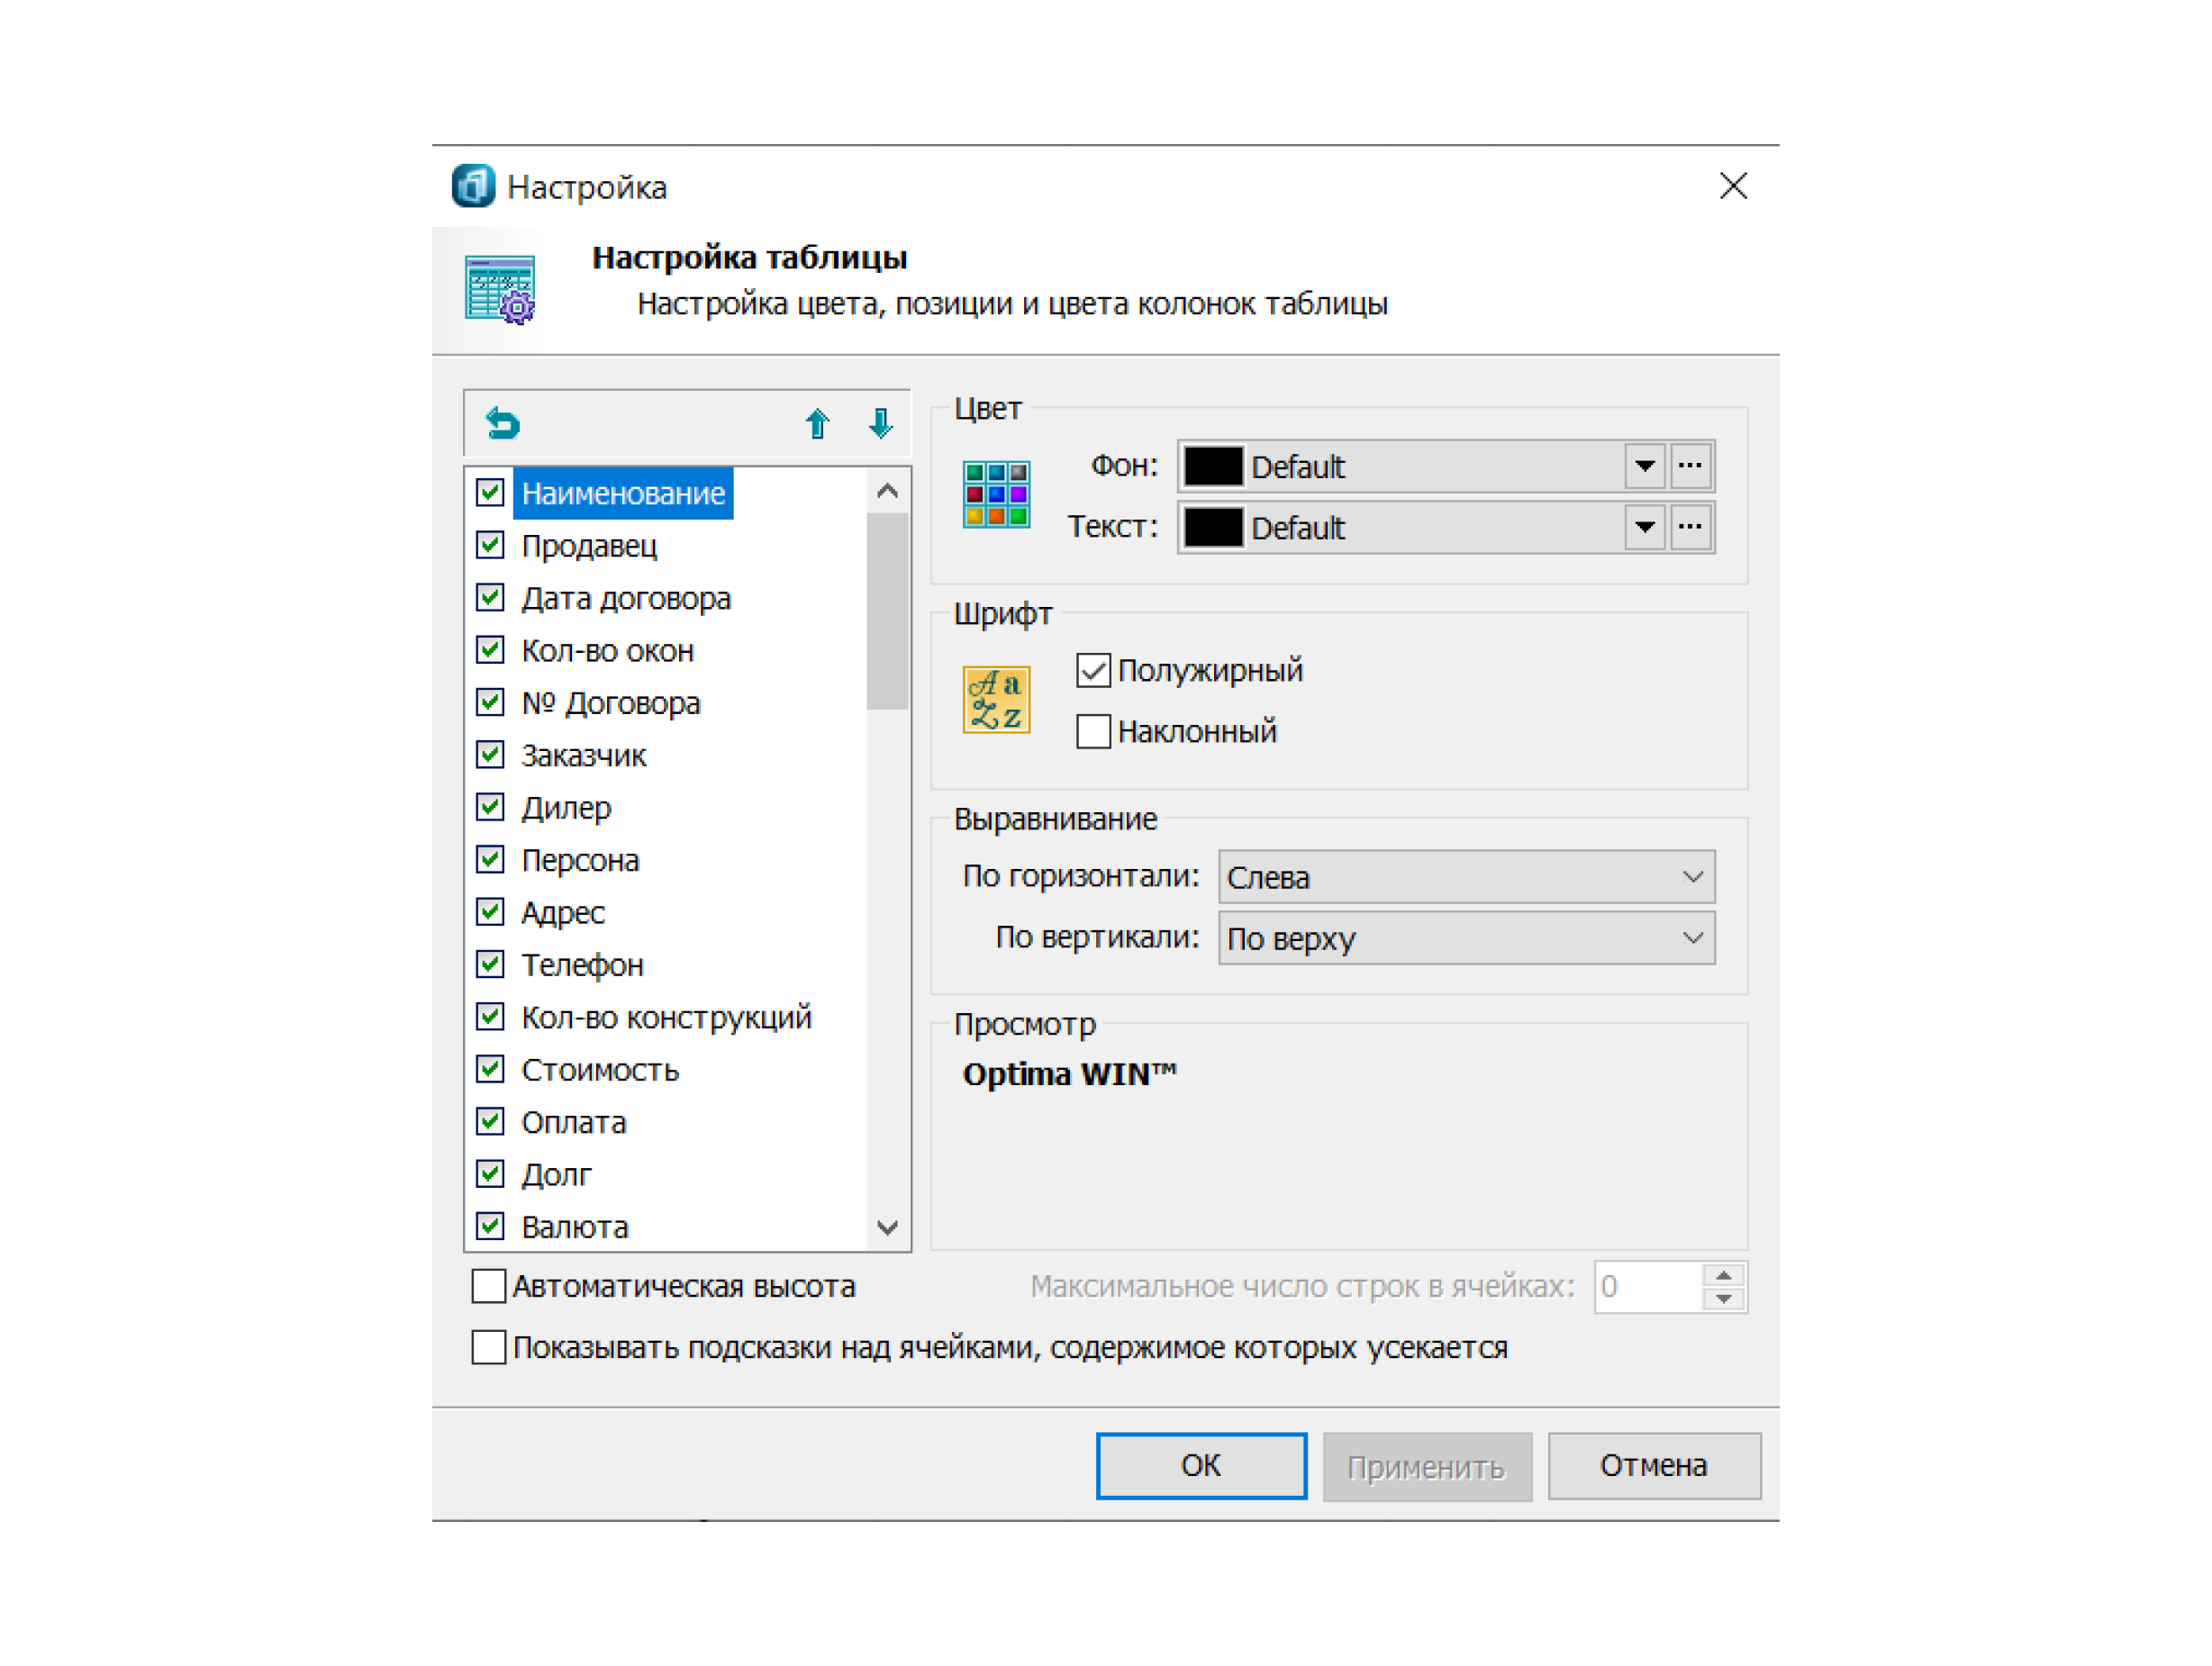 Настройка
Настройка таблицы
Настройка цвета, позиции и цвета колонок таблицы
Наименование
Продавец
Дата договора
Кол-во окон
№ Договора
Заказчик
Дилер
Персона
Адрес
Телефон
Кол-во конструкций
Стоимость
Оплата
Долг
Валюта
Цвет
Фон: Default
Текст: Default
Шрифт
Aa
Zz
Полужирный
Наклонный
Выравнивание
По горизонтали: Слева
По вертикали: По верху
Просмотр
Optima WIN™
Автоматическая высота
Максимальное число строк в ячейках: 0
Показывать подсказки над ячейками, содержимое которых усекается
ОК Применить Отмена